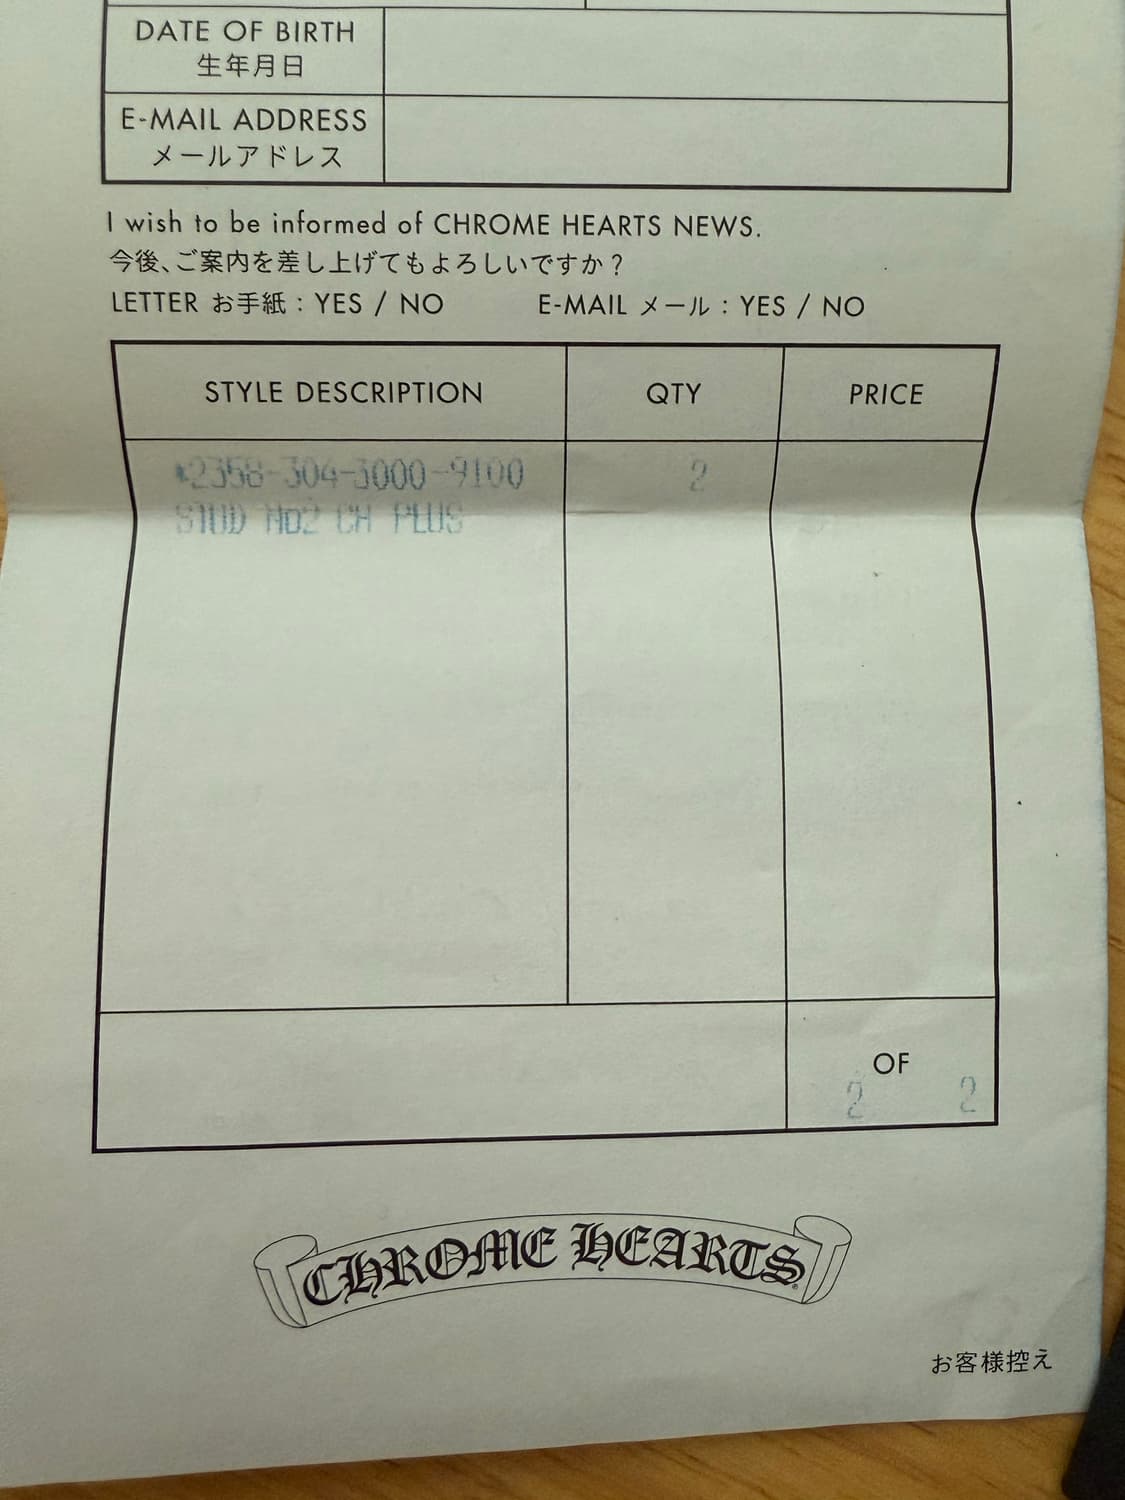 DATE OF BIRTH
生年月日
E-MAIL ADDRESS
メールアドレス
I wish to be informed of CHROME HEARTS NEWS.
今後、ご案内を差し上げてもよろしいですか？
LETTER お手紙：YES / NO E-MAIL メール：YES / NO
STYLE DESCRIPTION QTY PRICE
*2358-304-3000-9100 2
STUD No2 CH PLUS
OF
2 2
CHROME HEARTS
お客様控え